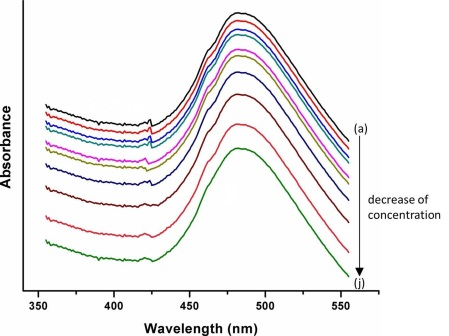 Absorbance
(a)
decrease of
concentration
(j)
350 400 450 500 550
Wavelength (nm)